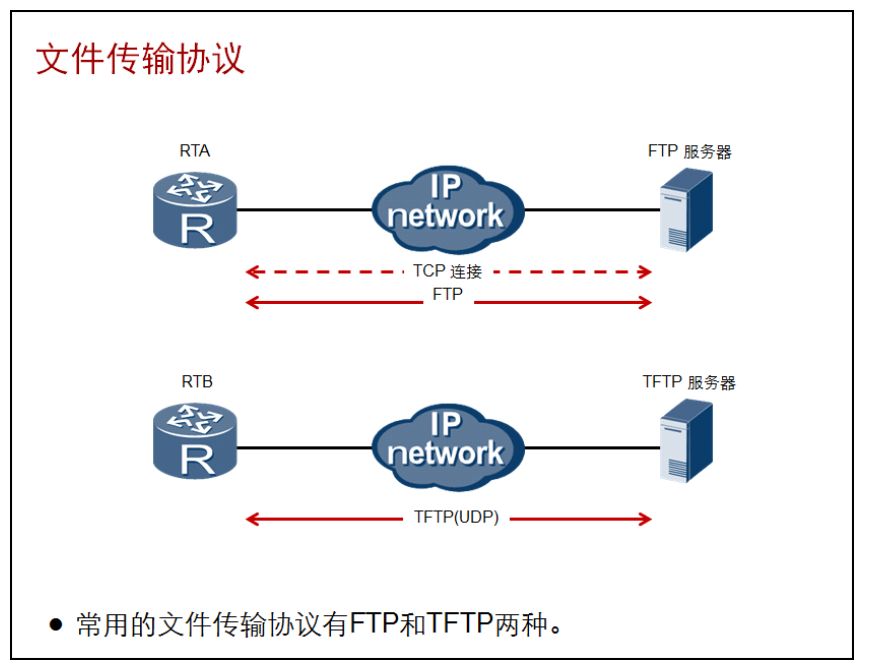 文件传输协议
RTA
FTP 服务器
R
IP
network
TCP 连接
FTP
RTB
TFTP 服务器
R
IP
network
TFTP(UDP)
● 常用的文件传输协议有FTP和TFTP两种。